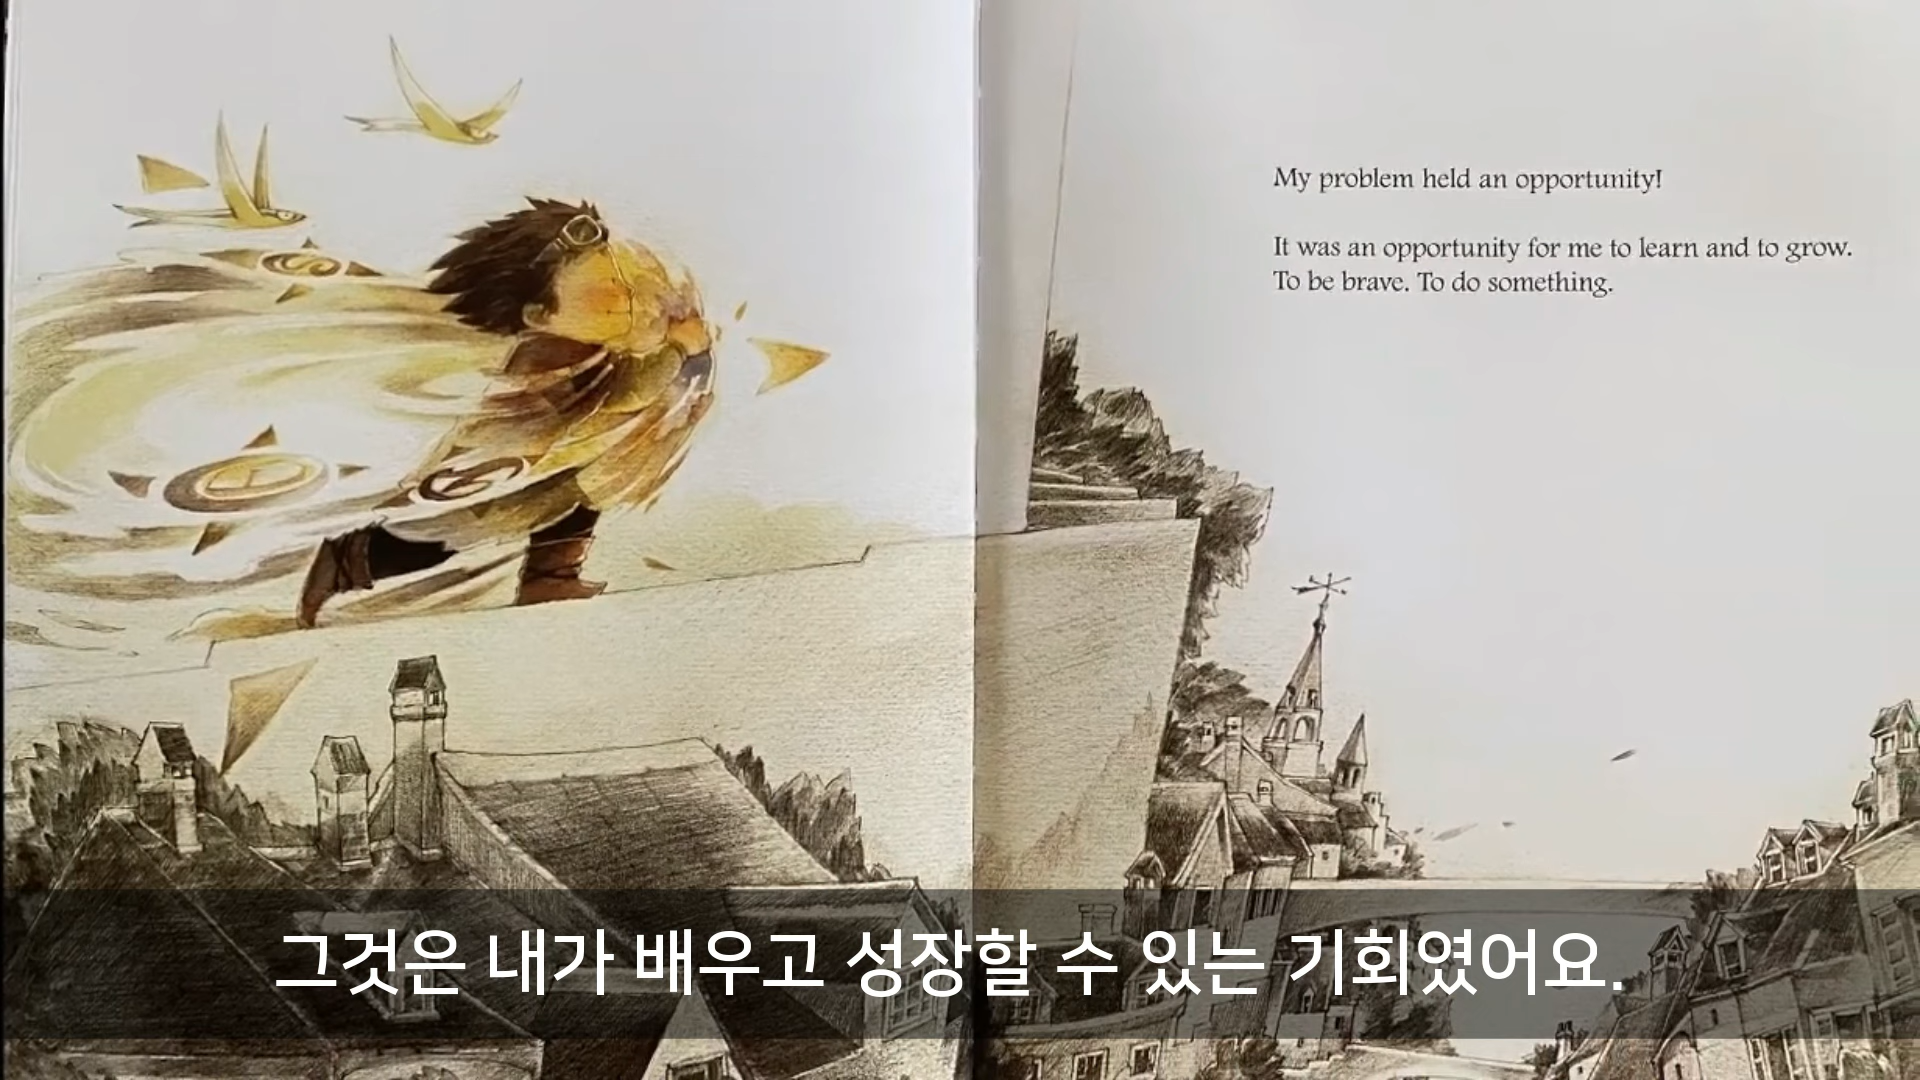 My problem held an opportunity!
It was an opportunity for me to learn and to grow.
To be brave. To do something.
그것은 내가 배우고 성장할 수 있는 기회였어요.